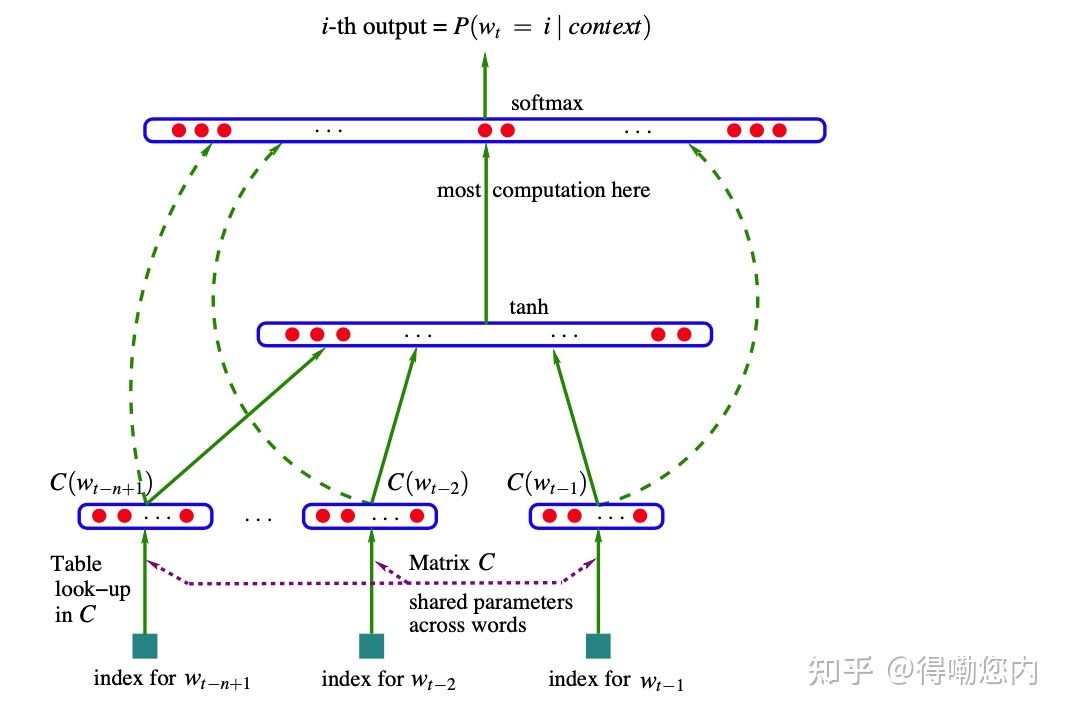 i-th output = P(w_t = i | context)
softmax
. . . . . .
most computation here
tanh
. . . . . .
C(w_{t−n+1}) C(w_{t−2}) C(w_{t−1})
. . . . . . . . . . . .
Table
look−up
in C
Matrix C
shared parameters
across words
index for w_{t−n+1} index for w_{t−2} index for w_{t−1}
知乎 @得嘞您内